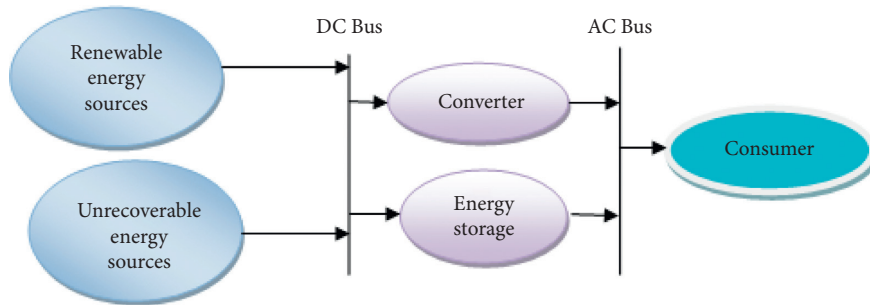 DC Bus
AC Bus
Renewable
energy
sources
Converter
Consumer
Unrecoverable
energy
sources
Energy
storage